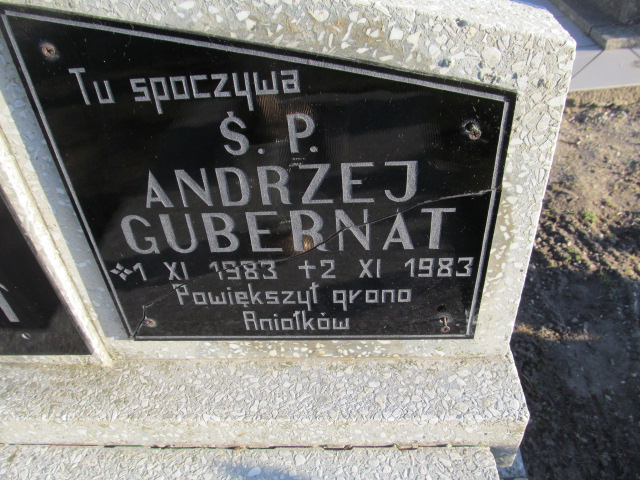 Tu spoczywa
Ś. P.
ANDRZEJ
GUBERNAT
*1 XI 1983 +2 XI 1983
Powiększył grono
Aniołków